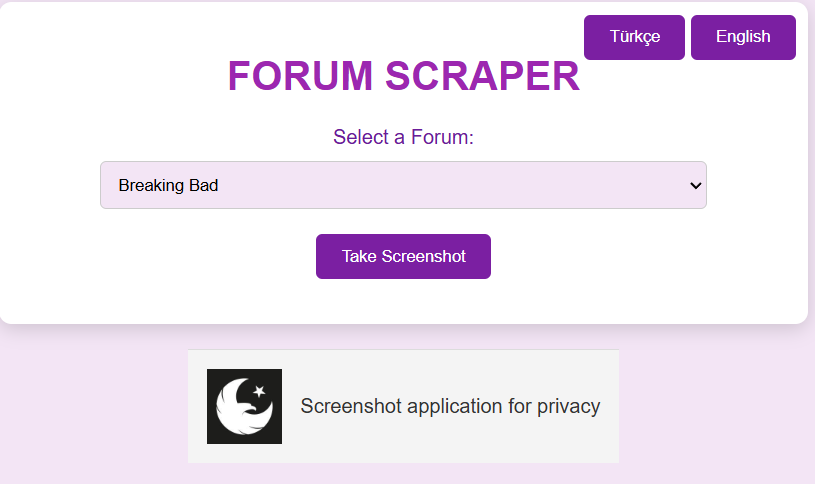 Türkçe
English
FORUM SCRAPER
Select a Forum:
Breaking Bad
Take Screenshot
Screenshot application for privacy